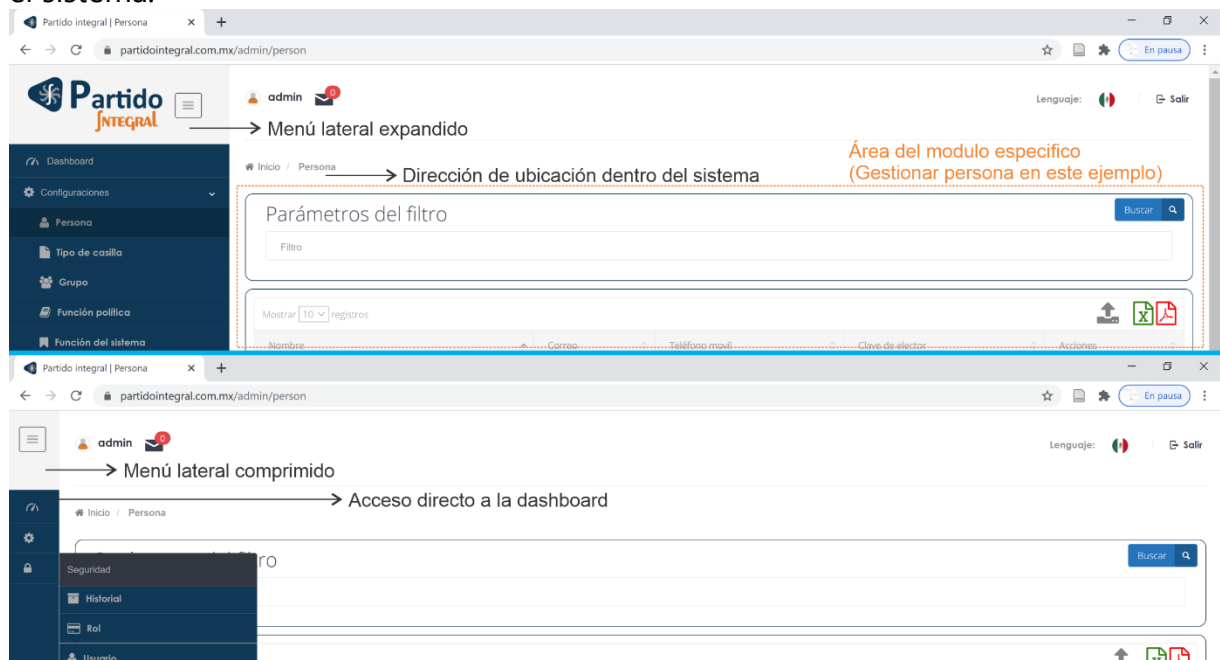 el sistema.
Partido integral | Persona
partidointegral.com.mx/admin/person
En pausa
Partido
INTEGRAL
admin
0
Lenguaje:
Salir
Menú lateral expandido
Dashboard
Inicio / Persona
Dirección de ubicación dentro del sistema
Área del modulo especifico
(Gestionar persona en este ejemplo)
Configuraciones
Persona
Tipo de casilla
Grupo
Función política
Función del sistema
Parámetros del filtro
Buscar
Filtro
Mostrar 10 registros
Nombre
Correo
Teléfono movil
Clave de elector
Acciones
Partido integral | Persona
partidointegral.com.mx/admin/person
En pausa
admin
0
Lenguaje:
Salir
Menú lateral comprimido
Acceso directo a la dashboard
Inicio / Persona
ro
Buscar
Seguridad
Historial
Rol
Usuario